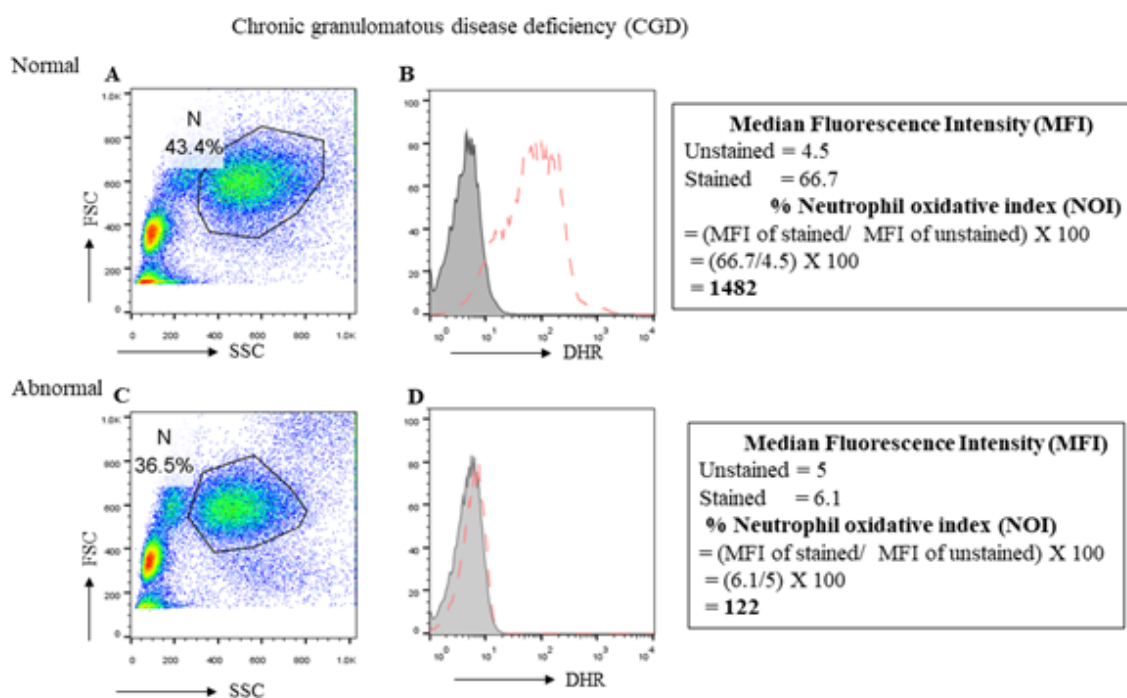 Chronic granulomatous disease deficiency (CGD)
Normal
A
N
43.4%
1.0K
800
600
400
200
0
FSC
0 200 400 600 800 1.0K
SSC
B
100
80
60
40
20
0
10^0 10^1 10^2 10^3 10^4
DHR
Median Fluorescence Intensity (MFI)
Unstained = 4.5
Stained = 66.7
% Neutrophil oxidative index (NOI)
= (MFI of stained/ MFI of unstained) X 100
= (66.7/4.5) X 100
= 1482
Abnormal
C
N
36.5%
1.0K
800
600
400
200
0
FSC
0 200 400 600 800 1.0K
SSC
D
100
80
60
40
20
0
10^0 10^1 10^2 10^3 10^4
DHR
Median Fluorescence Intensity (MFI)
Unstained = 5
Stained = 6.1
% Neutrophil oxidative index (NOI)
= (MFI of stained/ MFI of unstained) X 100
= (6.1/5) X 100
= 122